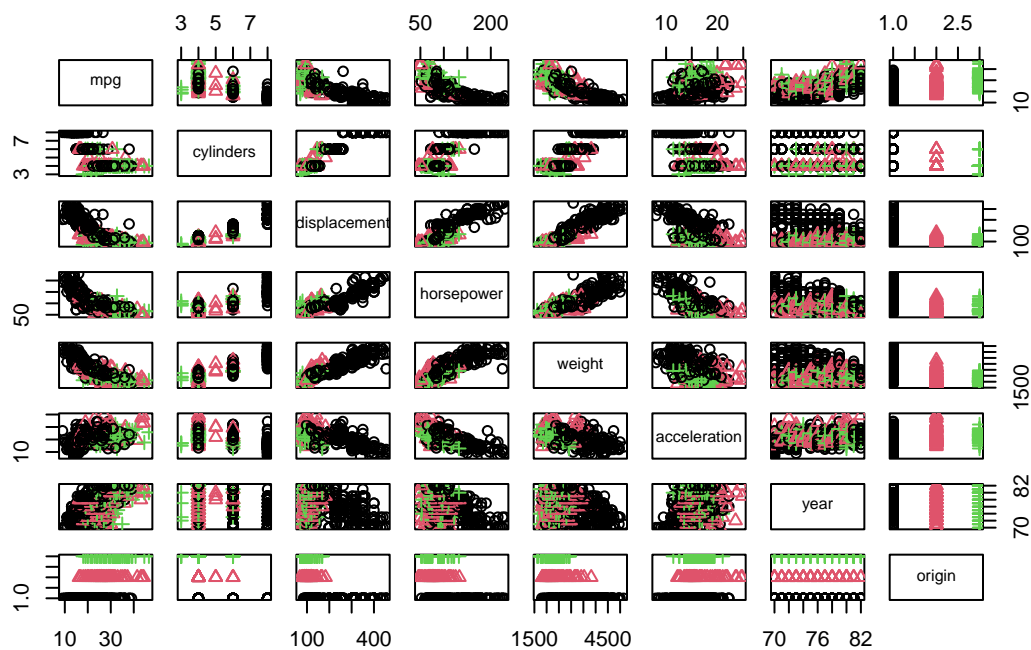 3 5 7
50 200
10 20
1.0 2.5
mpg
10
3 7
cylinders
displacement
100
50
horsepower
weight
1500
10
acceleration
year
70 82
1.0
origin
10 30
100 400
1500 4500
70 76 82